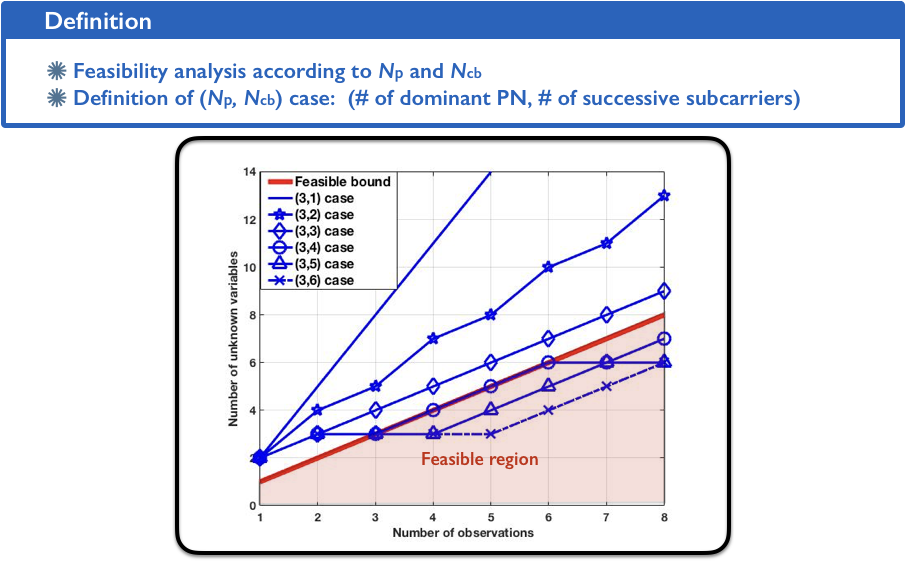 Definition
Feasibility analysis according to Np and Ncb
Definition of (Np, Ncb) case: (# of dominant PN, # of successive subcarriers)
Feasible bound
(3,1) case
(3,2) case
(3,3) case
(3,4) case
(3,5) case
(3,6) case
14
12
10
8
6
4
2
0
Number of unknown variables
Feasible region
1 2 3 4 5 6 7 8
Number of observations